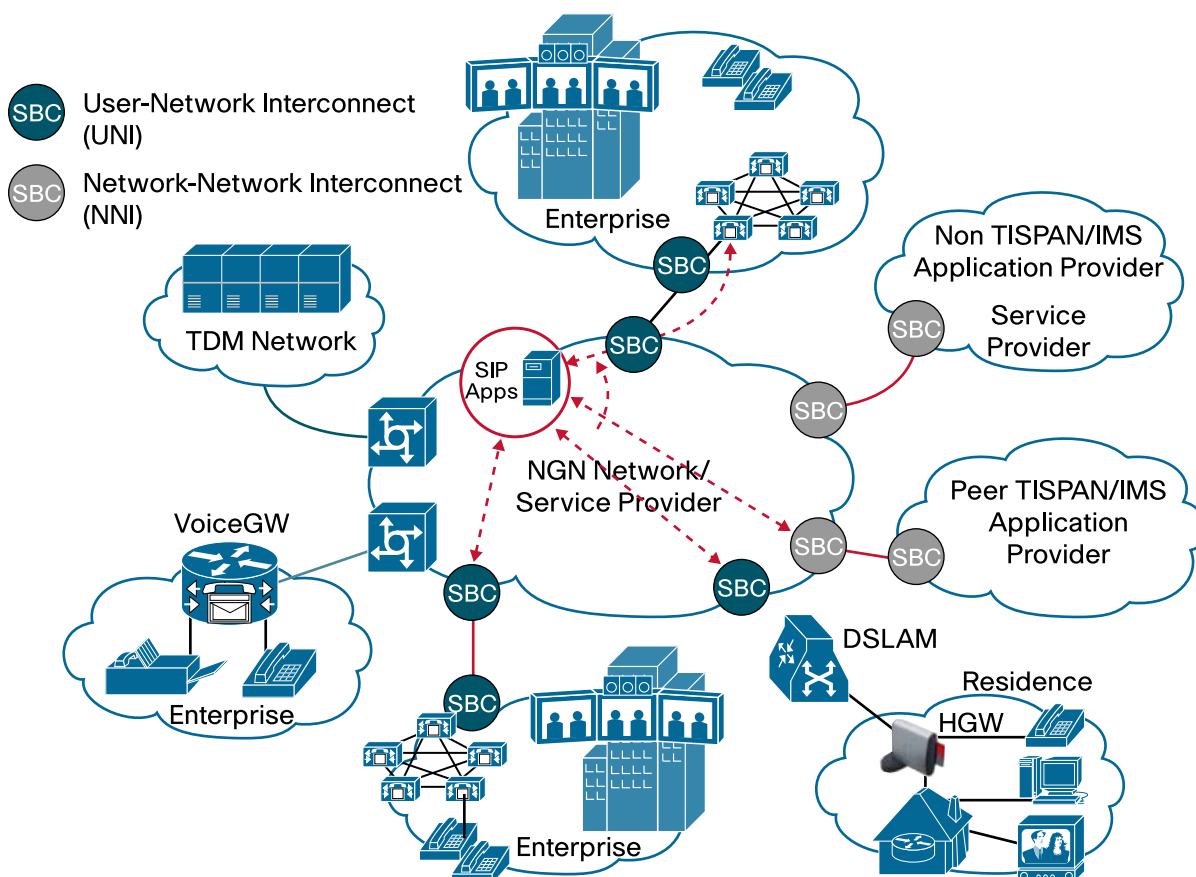 SBC
User-Network Interconnect
(UNI)
SBC
Network-Network Interconnect
(NNI)
Enterprise
SBC
SBC
TDM Network
Non TISPAN/IMS
Application Provider
Service
Provider
SBC
SBC
SIP
Apps
NGN Network/
Service Provider
Peer TISPAN/IMS
Application
Provider
SBC
SBC
VoiceGW
Enterprise
SBC
SBC
SBC
Enterprise
DSLAM
Residence
HGW